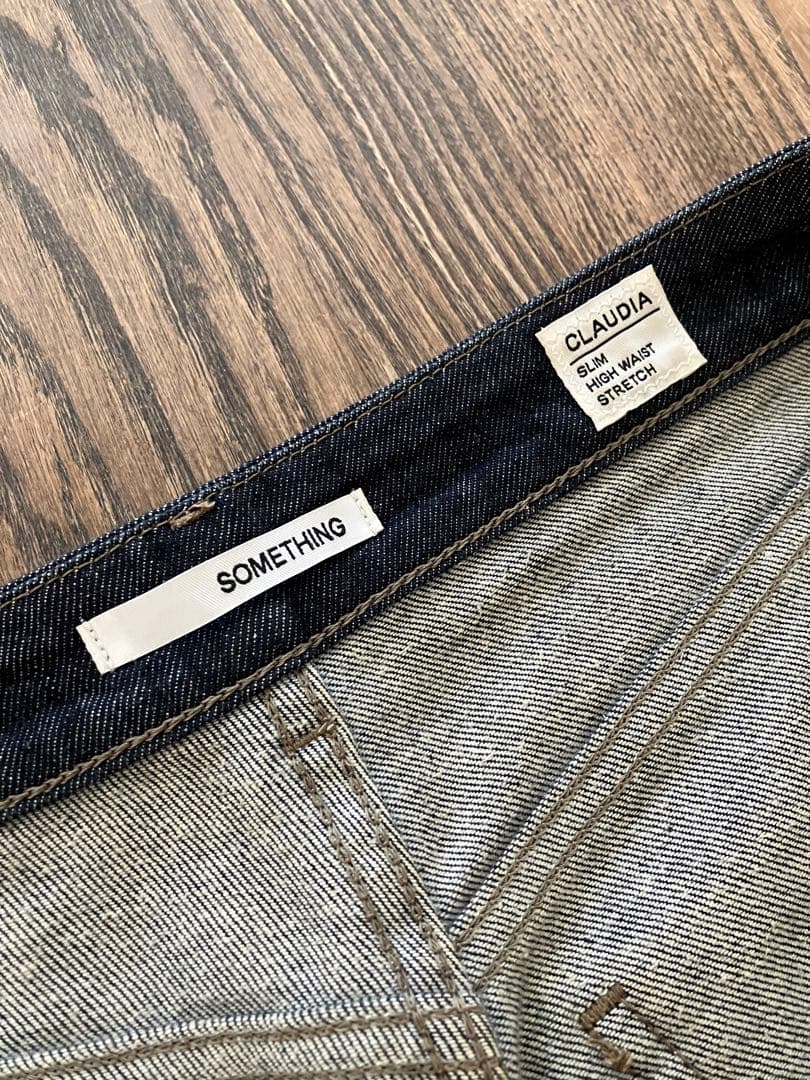 CLAUDIA
SLIM
HIGH WAIST
STRETCH
SOMETHING